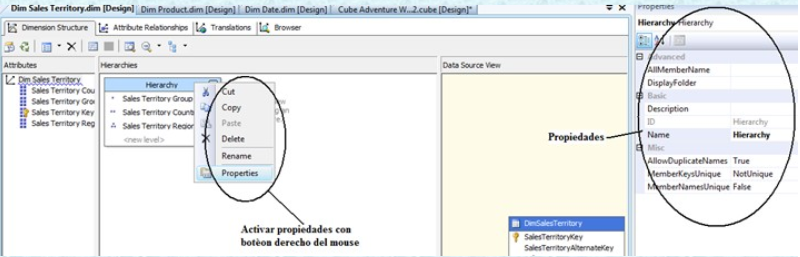 Dim Sales Territory.dim [Design]
Dim Product.dim [Design]
Dim Date.dim [Design]
Cube Adventure W...2.cube [Design]*
Dimension Structure
Attribute Relationships
Translations
Browser
Attributes
Dim Sales Territory
Sales Territory Cou
Sales Territory Gro
Sales Territory Key
Sales Territory Reg
Hierarchies
Hierarchy
Sales Territory Group
Sales Territory Count
Sales Territory Region
<new level>
Cut
Copy
Paste
Delete
Rename
Properties
Activar propiedades con
botòon derecho del mouse
Data Source View
DimSalesTerritory
SalesTerritoryKey
SalesTerritoryAlternateKey
Propiedades
Properties
Hierarchy Hierarchy
Advanced
AllMemberName
DisplayFolder
Basic
Description
ID Hierarchy
Name Hierarchy
Misc
AllowDuplicateNames True
MemberKeysUnique NotUnique
MemberNamesUnique False